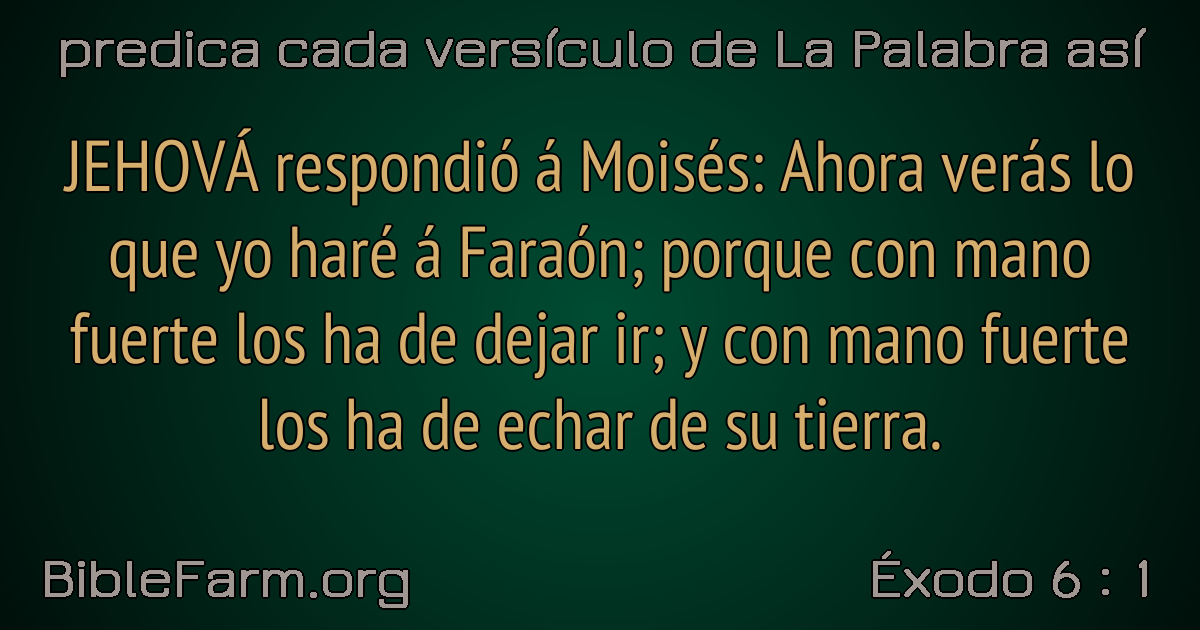 predica cada versículo de La Palabra así
JEHOVÁ respondió á Moisés: Ahora verás lo
que yo haré á Faraón; porque con mano
fuerte los ha de dejar ir; y con mano fuerte
los ha de echar de su tierra.
BibleFarm.org
Éxodo 6 : 1